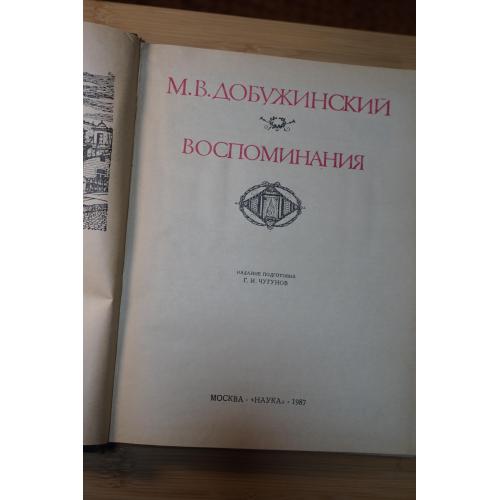 М.В.ДОБУЖИНСКИЙ
ВОСПОМИНАНИЯ
ИЗДАНИЕ ПОДГОТОВИЛ
Г. И. ЧУГУНОВ
МОСКВА · «НАУКА» · 1987